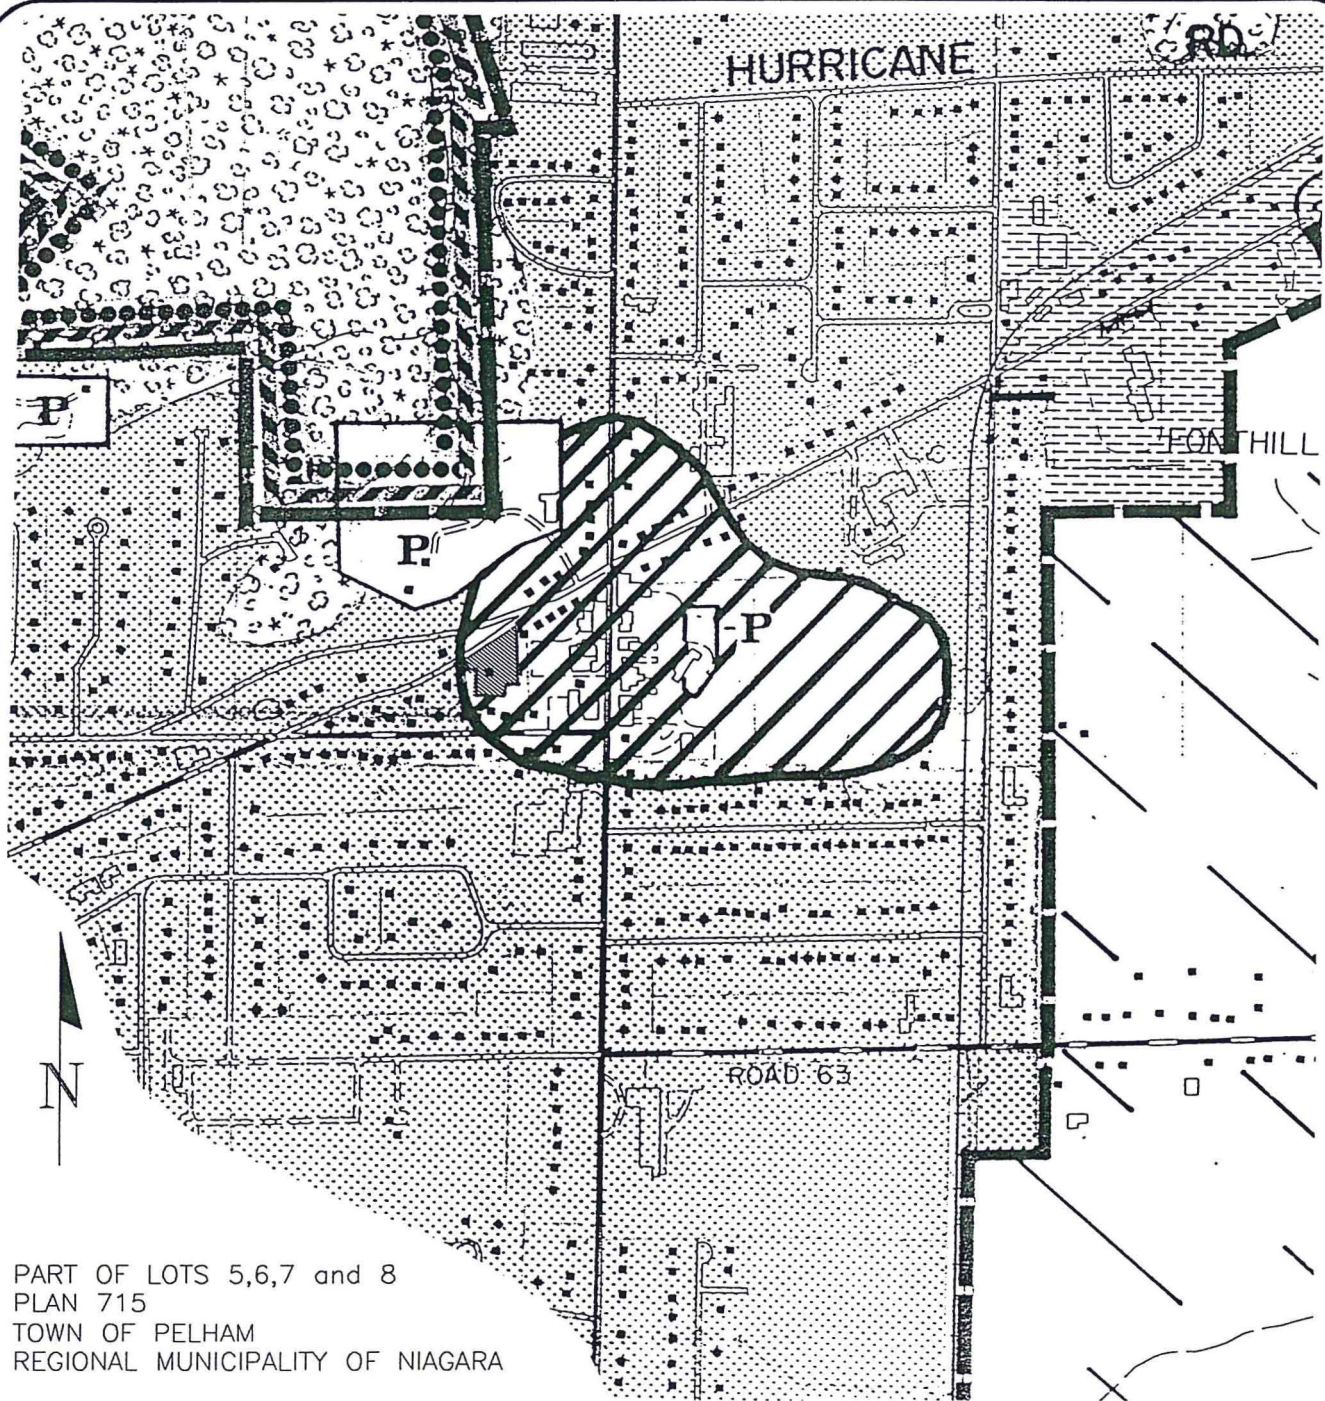 HURRICANE RD.
P
FONTHILL
P.
P
ROAD 63
N
PART OF LOTS 5,6,7 and 8
PLAN 715
TOWN OF PELHAM
REGIONAL MUNICIPALITY OF NIAGARA